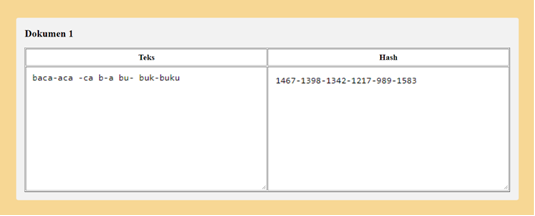 Dokumen 1
Teks Hash
baca-aca -ca b-a bu- buk-buku 1467-1398-1342-1217-989-1583